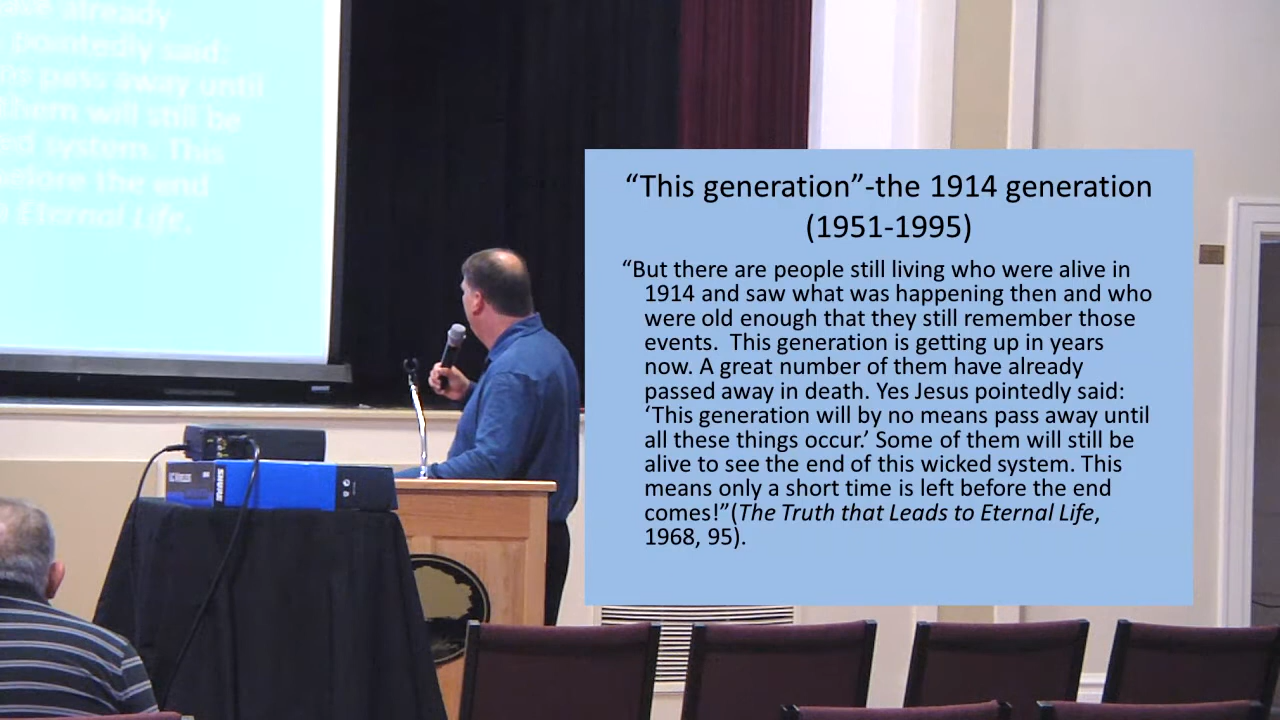 ave already
pointedly said:
ns pass away until
them will still be
ed system. This
before the end
Eternal Life,
“This generation”-the 1914 generation
(1951-1995)
“But there are people still living who were alive in
1914 and saw what was happening then and who
were old enough that they still remember those
events.  This generation is getting up in years
now. A great number of them have already
passed away in death. Yes Jesus pointedly said:
‘This generation will by no means pass away until
all these things occur.’ Some of them will still be
alive to see the end of this wicked system. This
means only a short time is left before the end
comes!”(The Truth that Leads to Eternal Life,
1968, 95).